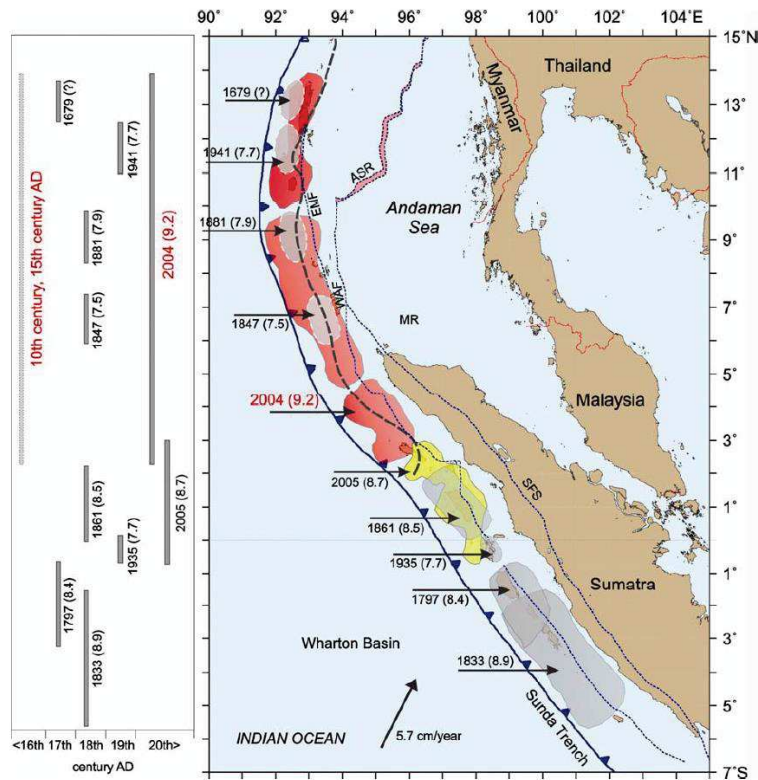 90°
92°
94°
96°
98°
100°
102°
104°E
15°N
13°
11°
9°
7°
5°
3°
1°
1°
3°
5°
7°S
10th century, 15th century AD
1679 (?)
1941 (7.7)
1881 (7.9)
1847 (7.5)
2004 (9.2)
1861 (8.5)
1935 (7.7)
2005 (8.7)
1797 (8.4)
1833 (8.9)
<16th 17th 18th 19th 20th>
century AD
Thailand
Myanmar
1679 (?)
1941 (7.7)
ASR
EMF
Andaman
Sea
1881 (7.9)
WAF
1847 (7.5)
MR
Malaysia
2004 (9.2)
2005 (8.7)
SFS
1861 (8.5)
1935 (7.7)
Sumatra
1797 (8.4)
Wharton Basin
1833 (8.9)
Sunda Trench
5.7 cm/year
INDIAN OCEAN